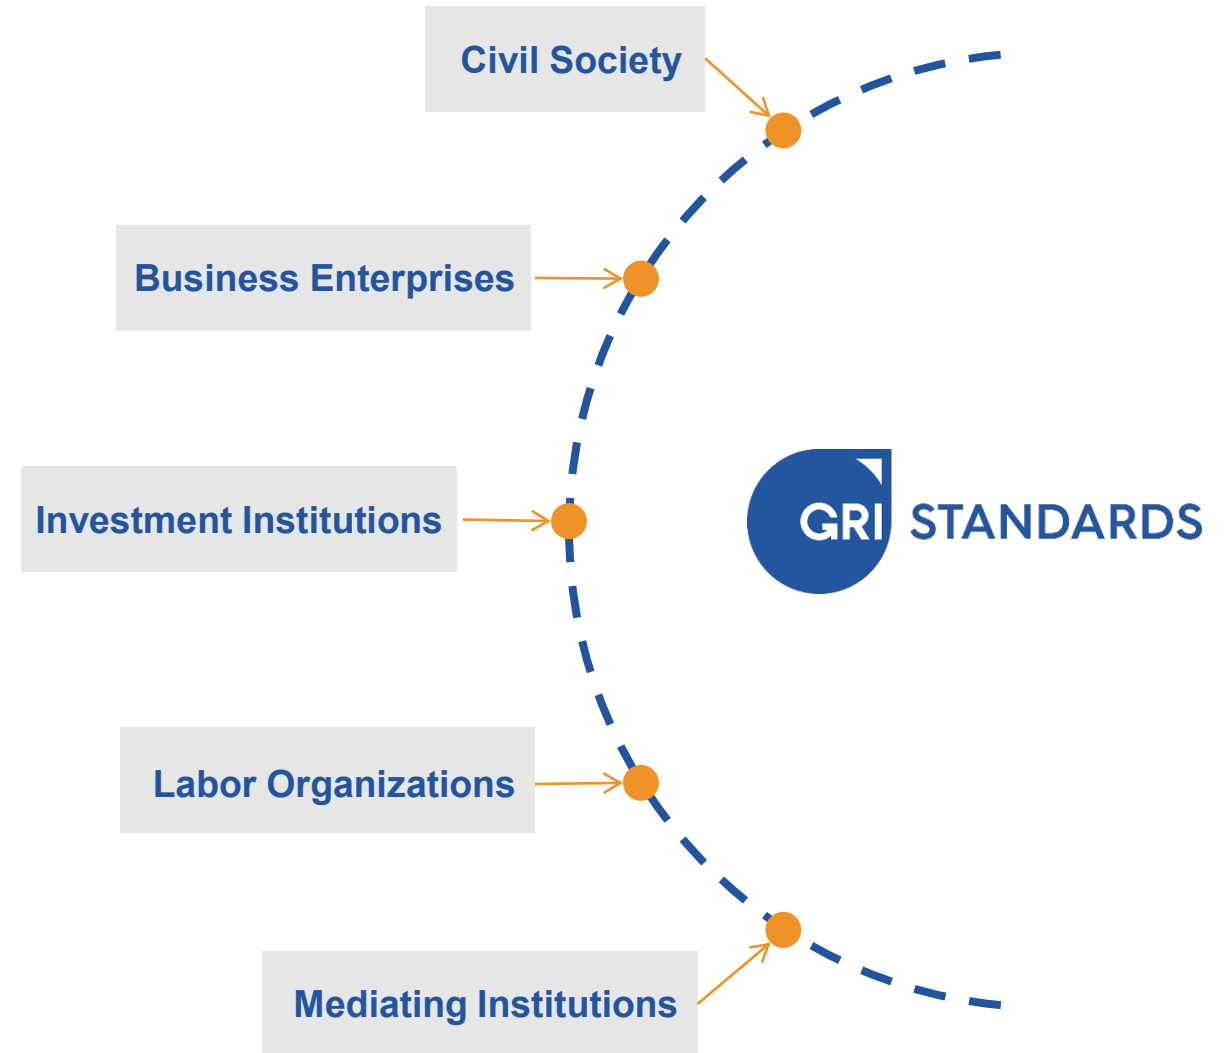 Civil Society
Business Enterprises
Investment Institutions
GRI STANDARDS
Labor Organizations
Mediating Institutions